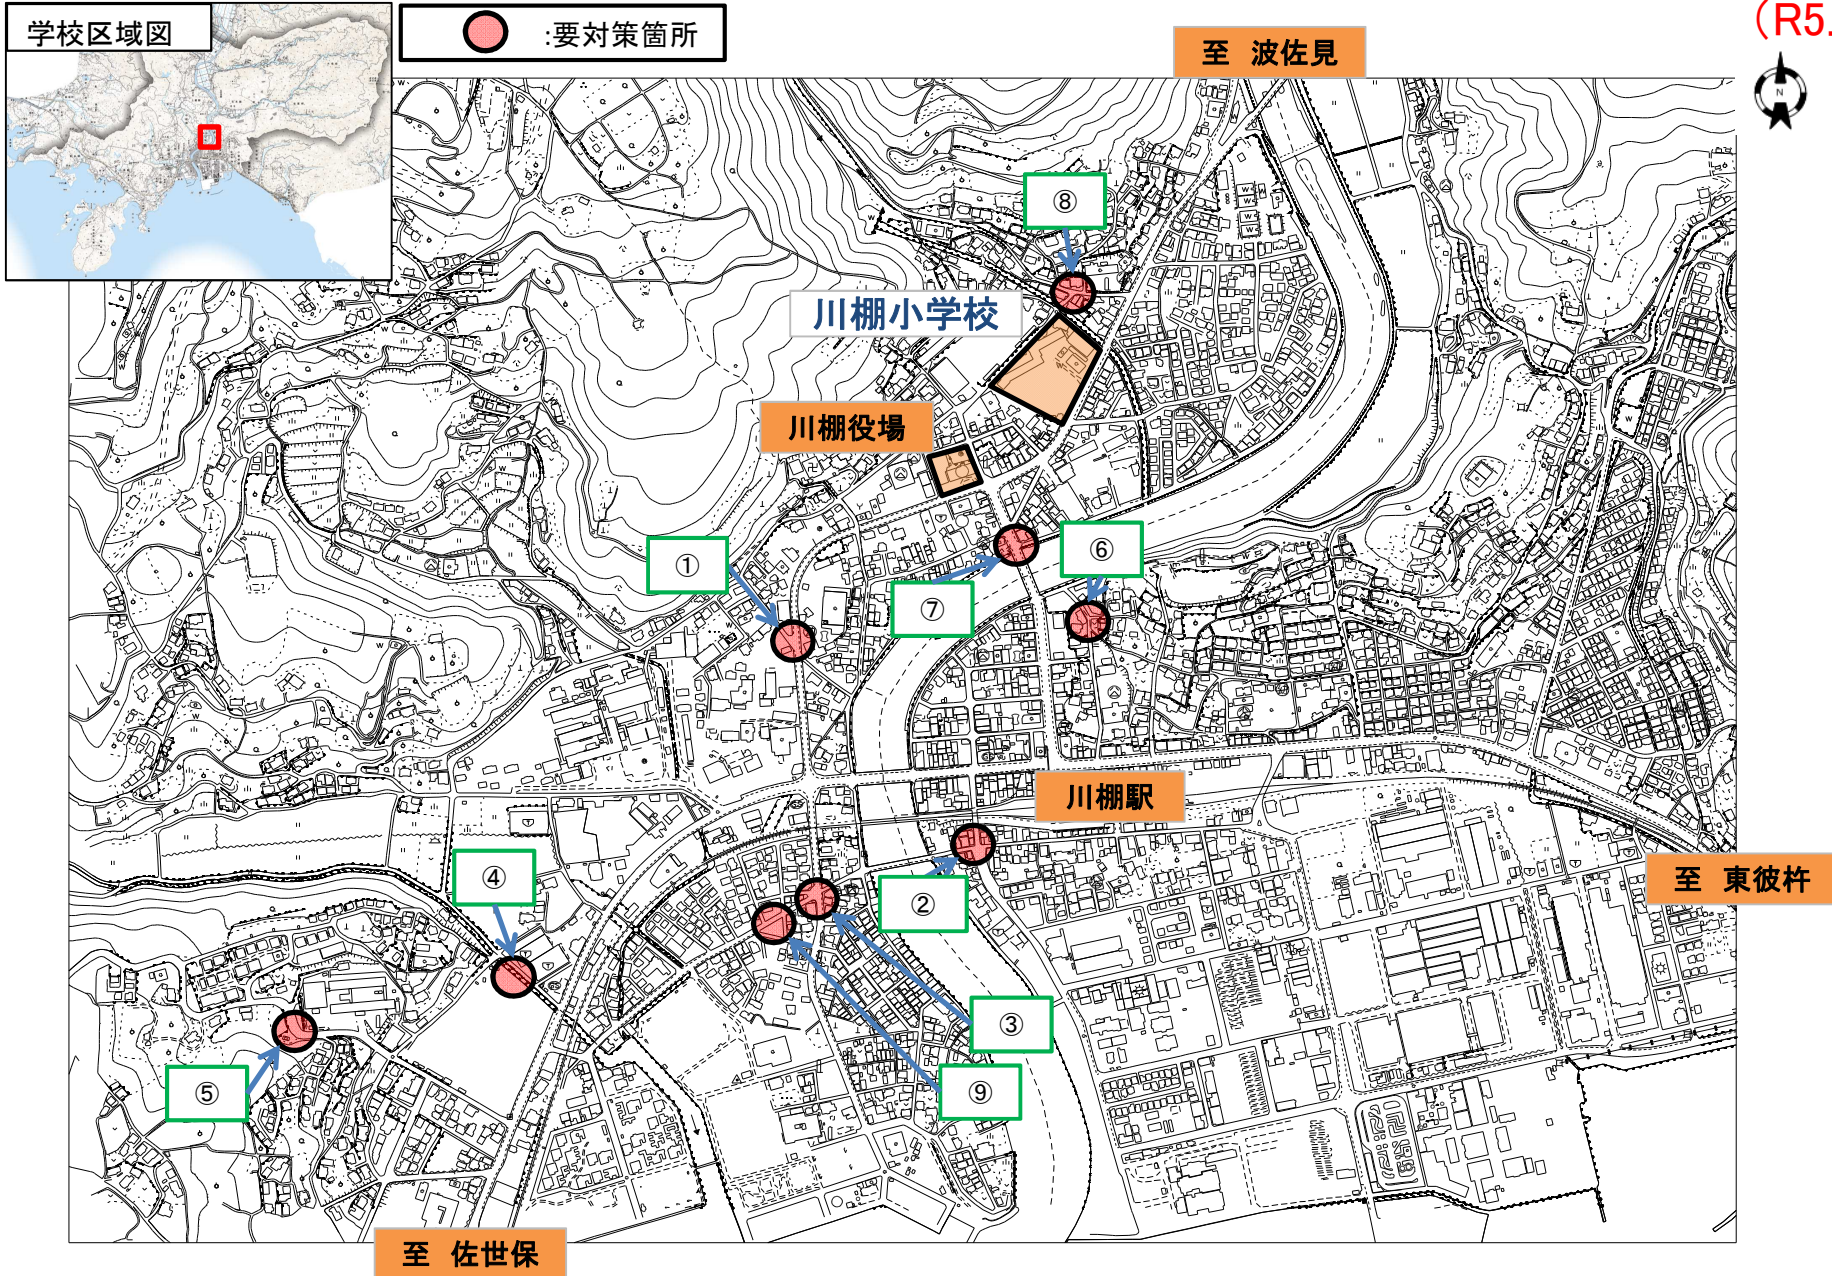 学校区域図
:要対策箇所
(R5.
至 波佐見
N
⑧
川棚小学校
川棚役場
①
⑥
⑦
川棚駅
至 東彼杵
④
②
③
⑤
⑨
至 佐世保